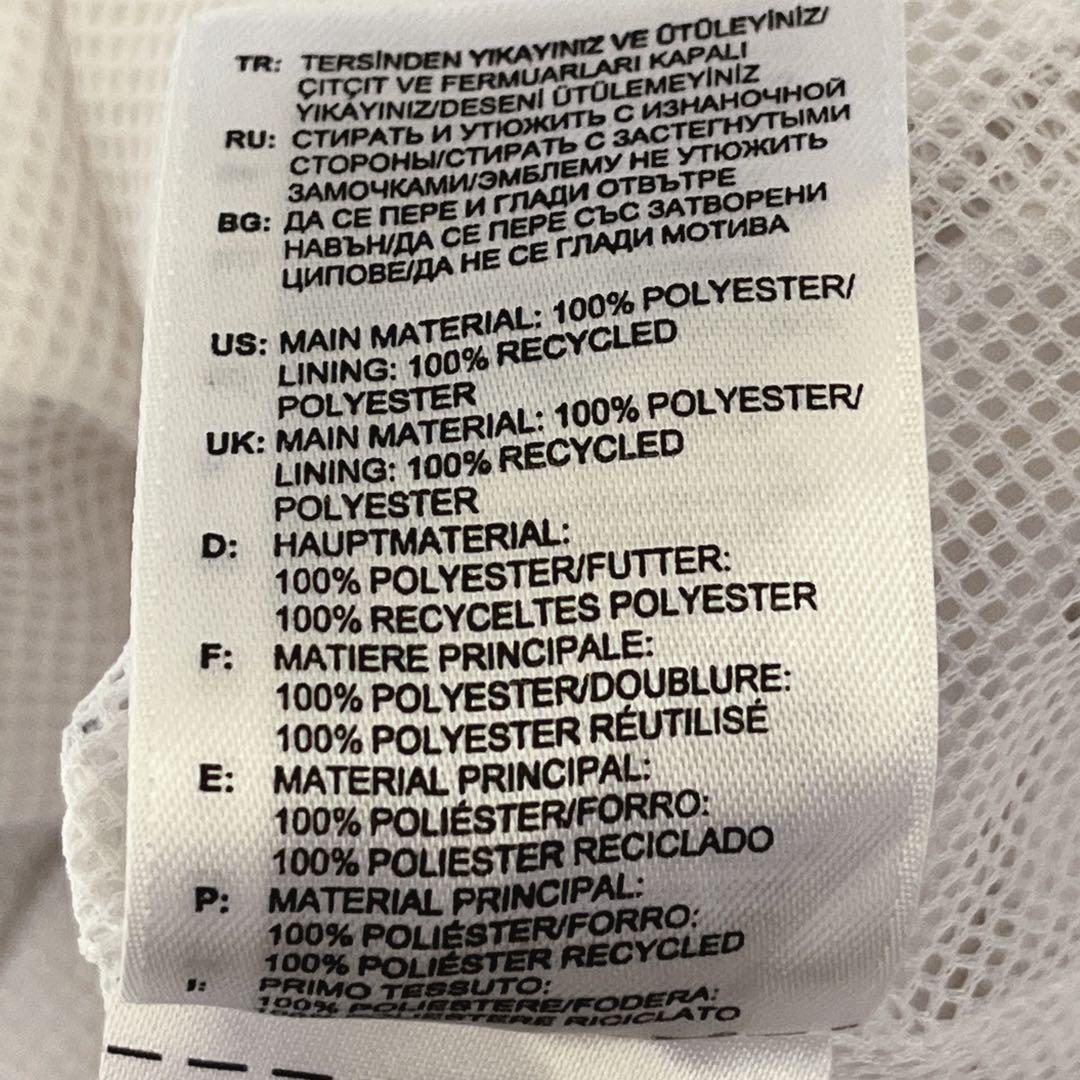 TR: TERSİNDEN YIKAYINIZ VE ÜTÜLEYİNİZ/
ÇITÇIT VE FERMUARLARI KAPALI
YIKAYINIZ/DESENİ ÜTÜLEMEYİNİZ
RU: СТИРАТЬ И УТЮЖИТЬ С ИЗНАНОЧНОЙ
СТОРОНЫ/СТИРАТЬ С ЗАСТЕГНУТЫМИ
ЗАМОЧКАМИ/ЭМБЛЕМУ НЕ УТЮЖИТЬ
BG: ДА СЕ ПЕРЕ И ГЛАДИ ОТВЪТРЕ
НАВЪН/ДА СЕ ПЕРЕ СЪС ЗАТВОРЕНИ
ЦИПОВЕ/ДА НЕ СЕ ГЛАДИ МОТИВА
US: MAIN MATERIAL: 100% POLYESTER/
LINING: 100% RECYCLED
POLYESTER
UK: MAIN MATERIAL: 100% POLYESTER/
LINING: 100% RECYCLED
POLYESTER
D: HAUPTMATERIAL:
100% POLYESTER/FUTTER:
100% RECYCELTES POLYESTER
F: MATIERE PRINCIPALE:
100% POLYESTER/DOUBLURE:
100% POLYESTER RÉUTILISÉ
E: MATERIAL PRINCIPAL:
100% POLIÉSTER/FORRO:
100% POLIESTER RECICLADO
P: MATERIAL PRINCIPAL:
100% POLIÉSTER/FORRO:
100% POLIÉSTER RECYCLED
I: PRIMO TESSUTO:
100% POLIESTERE/FODERA:
100% POLIESTERE RICICLATO